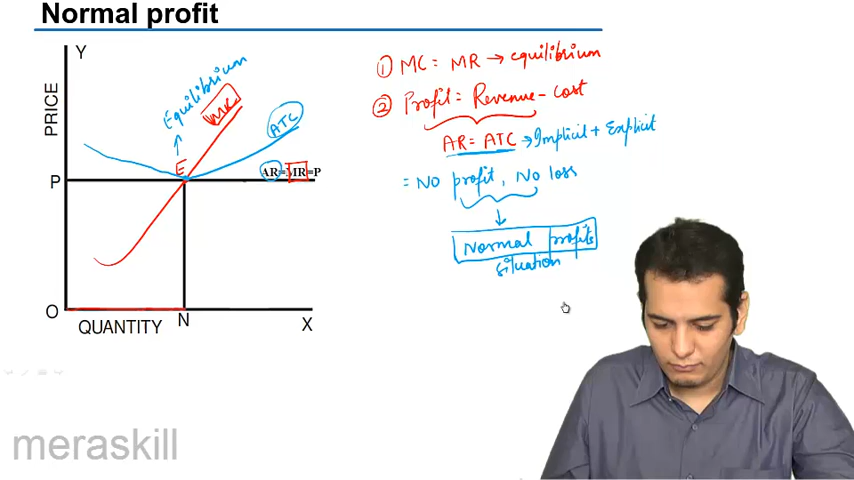 Normal profit
Y
PRICE
Equilibrium
MC
ATC
E
P
AR=MR=P
O
QUANTITY
N
X
① MC = MR → equilibrium
② Profit = Revenue - Cost
AR = ATC → Implicit + Explicit
= NO profit, No loss
Normal profits
situation
meraskill